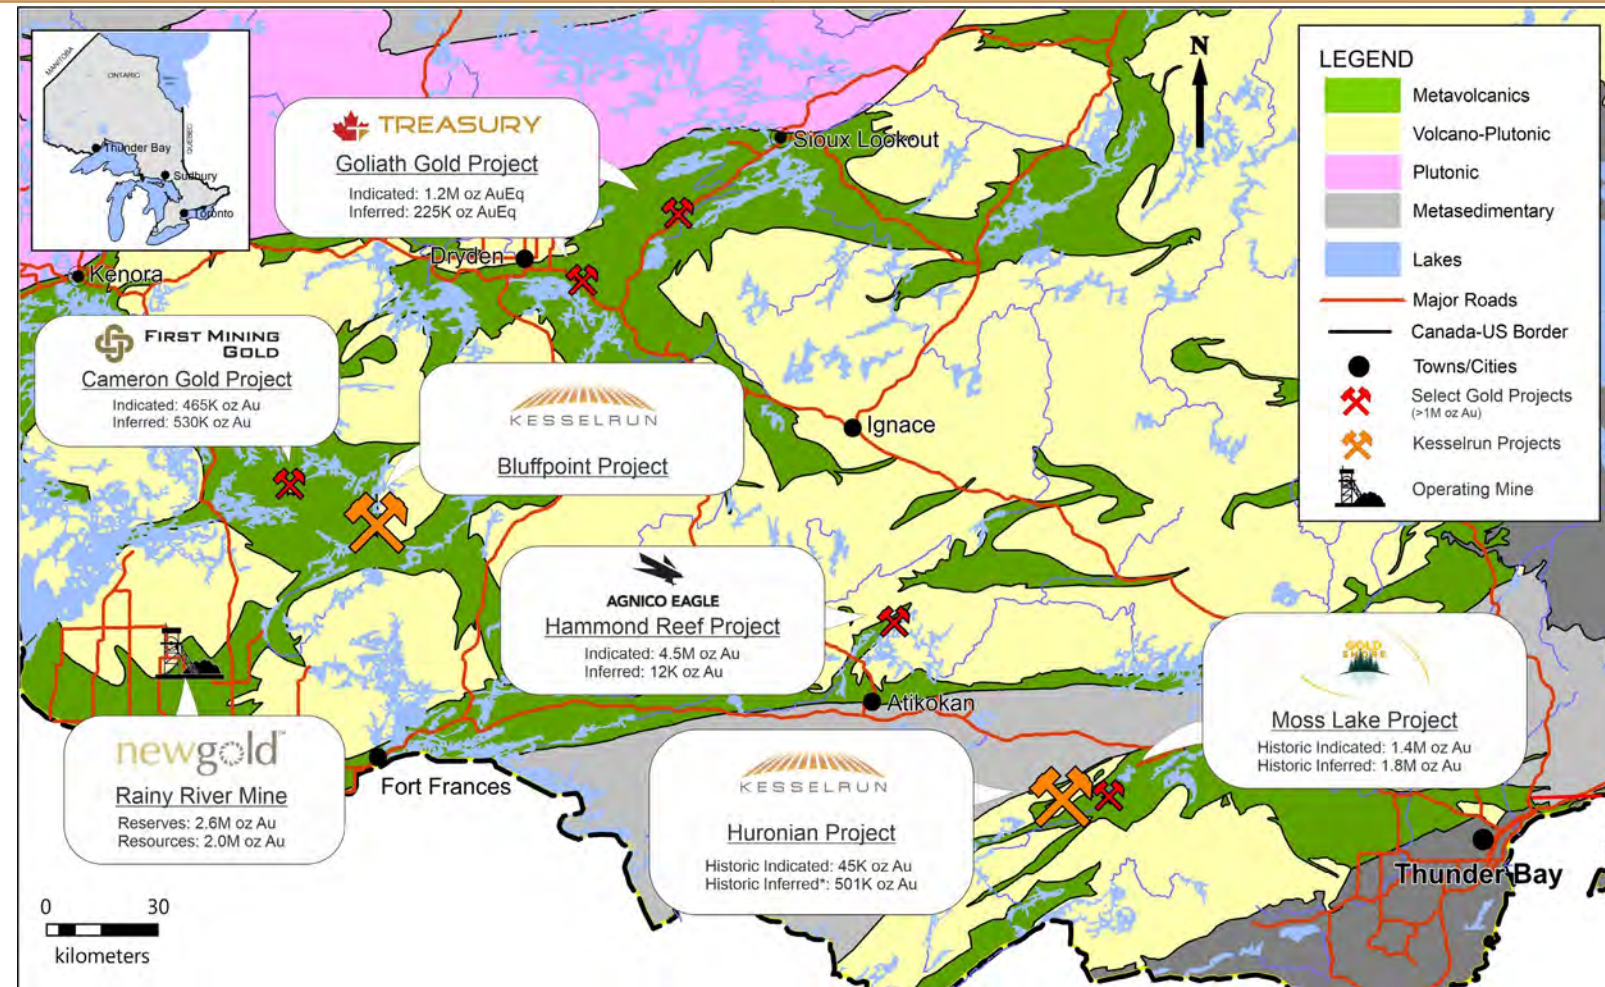 MANITOBA
ONTARIO
QUEBEC
Thunder Bay
Sudbury
Toronto
TREASURY
Goliath Gold Project
Indicated: 1.2M oz AuEq
Inferred: 225K oz AuEq
Sioux Lookout
N
LEGEND
Metavolcanics
Volcano-Plutonic
Plutonic
Metasedimentary
Lakes
Major Roads
Canada-US Border
Towns/Cities
Select Gold Projects
(>1M oz Au)
Kesselrun Projects
Operating Mine
Dryden
Kenora
FIRST MINING
GOLD
Cameron Gold Project
Indicated: 465K oz Au
Inferred: 530K oz Au
KESSELRUN
Bluffpoint Project
Ignace
AGNICO EAGLE
Hammond Reef Project
Indicated: 4.5M oz Au
Inferred: 12K oz Au
Atikokan
GOLD
SHORE
Moss Lake Project
Historic Indicated: 1.4M oz Au
Historic Inferred: 1.8M oz Au
newgold™
Rainy River Mine
Reserves: 2.6M oz Au
Resources: 2.0M oz Au
Fort Frances
KESSELRUN
Huronian Project
Historic Indicated: 45K oz Au
Historic Inferred*: 501K oz Au
Thunder Bay
0 30
kilometers